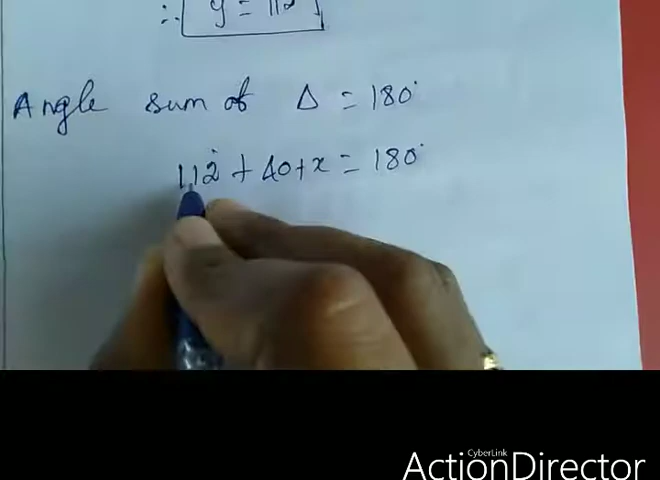 ∴ y = 112
Angle sum of Δ = 180°
112° + 40 + x = 180°
CyberLink
ActionDirector